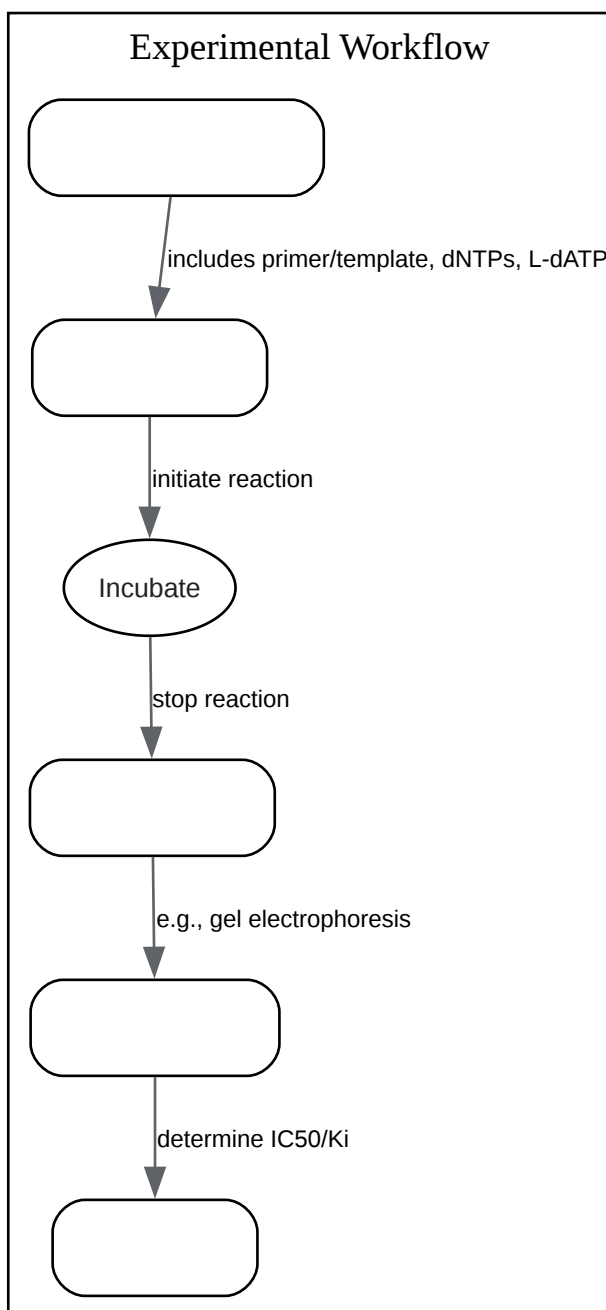 Experimental Workflow
includes primer/template, dNTPs, L-dATP
initiate reaction
Incubate
stop reaction
e.g., gel electrophoresis
determine IC50/Ki